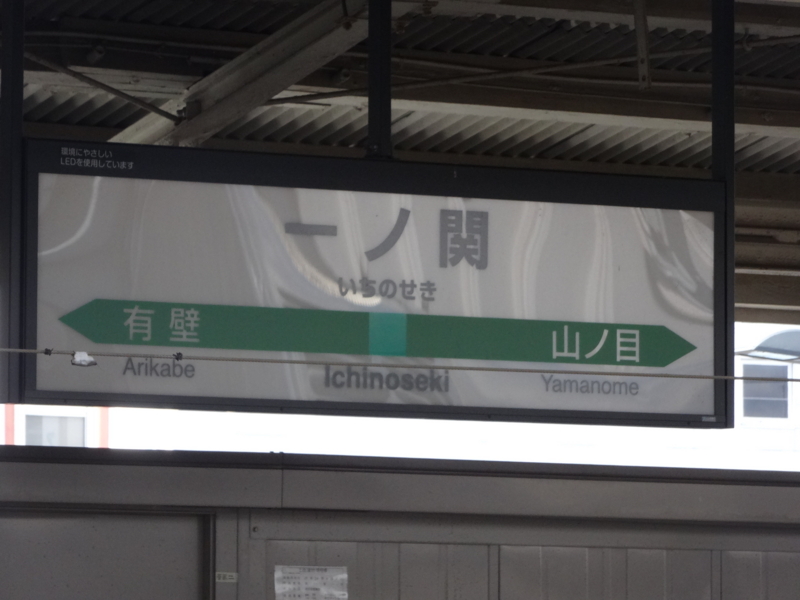 環境にやさしい
LEDを使用しています
一ノ関
いちのせき
有壁
山ノ目
Arikabe
Ichinoseki
Yamanome